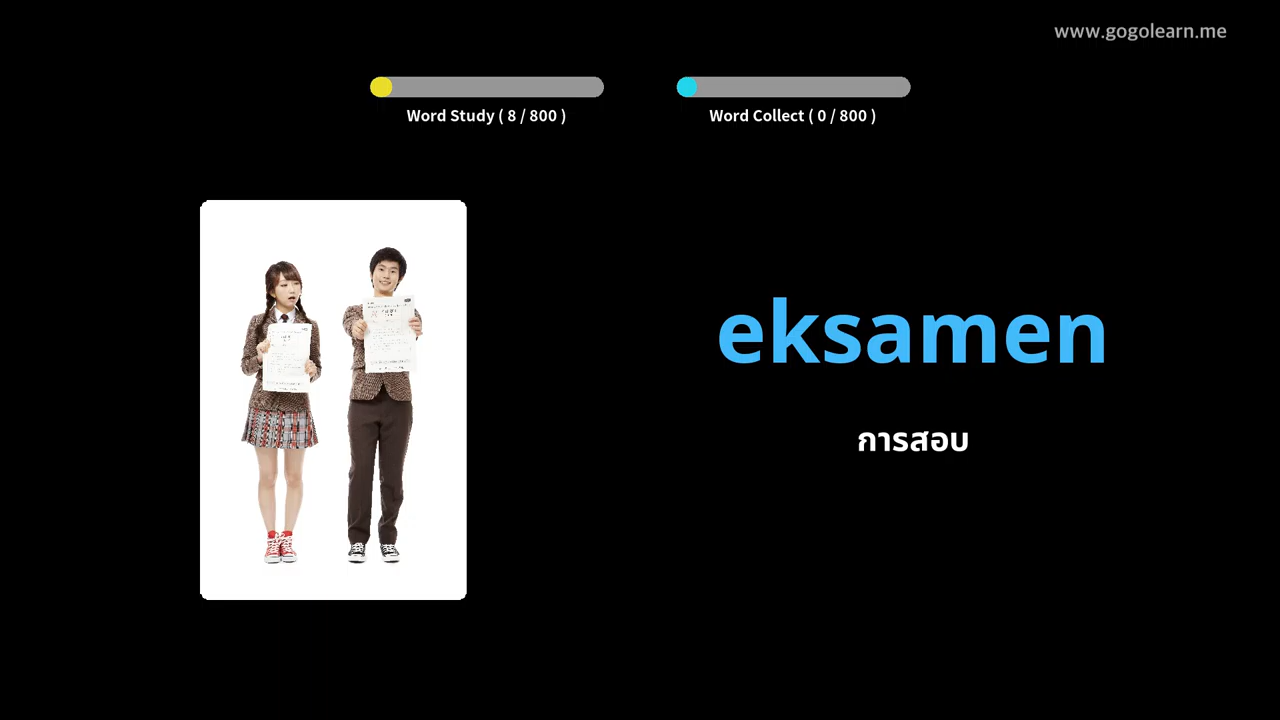 www.gogolearn.me
Word Study ( 8 / 800 )
Word Collect ( 0 / 800 )
eksamen
การสอบ